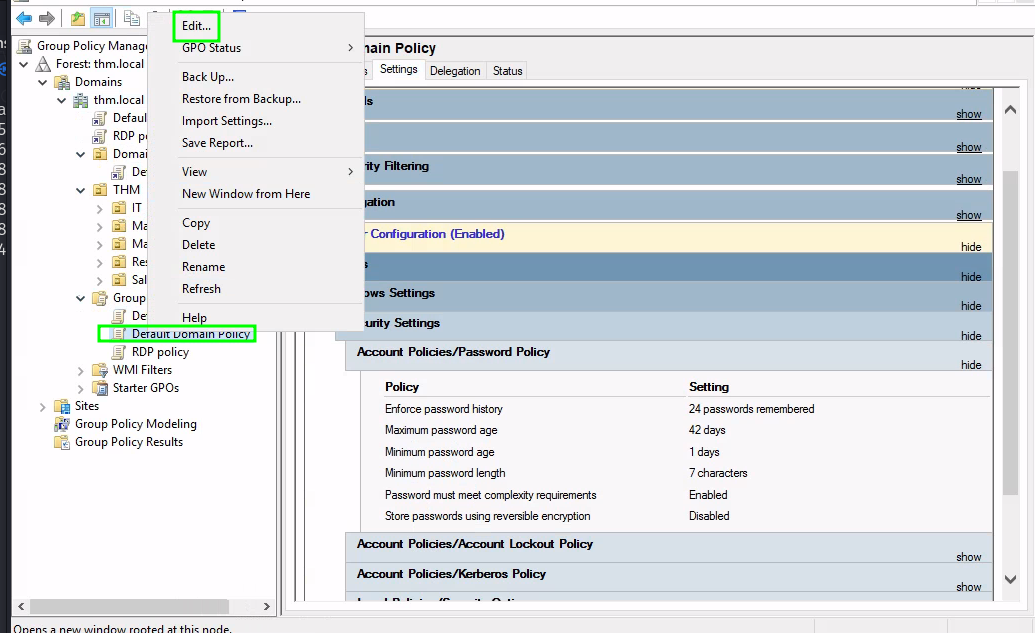 Edit...
GPO Status
Back Up...
Restore from Backup...
Import Settings...
Save Report...
View
New Window from Here
Copy
Delete
Rename
Refresh
Help
Group Policy Manag
Forest: thm.local
Domains
thm.local
Defaul
RDP po
Domai
De
THM
IT
Ma
Ma
Res
Sal
Group
De
Default Domain Policy
RDP policy
WMI Filters
Starter GPOs
Sites
Group Policy Modeling
Group Policy Results
main Policy
s
Settings
Delegation
Status
hide
ls
show
show
rity Filtering
show
gation
show
r Configuration (Enabled)
hide
s
hide
ows Settings
hide
curity Settings
hide
Account Policies/Password Policy
hide
Policy Setting
Enforce password history 24 passwords remembered
Maximum password age 42 days
Minimum password age 1 days
Minimum password length 7 characters
Password must meet complexity requirements Enabled
Store passwords using reversible encryption Disabled
Account Policies/Account Lockout Policy
show
Account Policies/Kerberos Policy
show
Opens a new window rooted at this node.